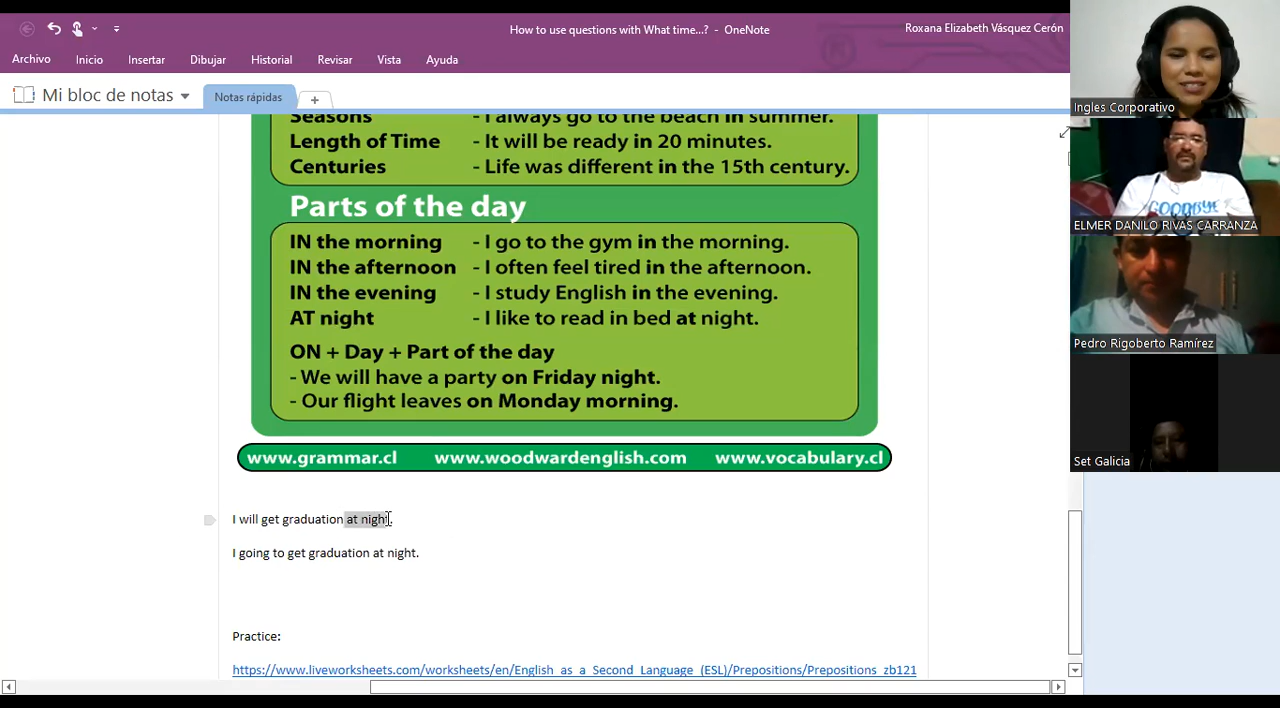 How to use questions with What time...? - OneNote
Roxana Elizabeth Vásquez Cerón
Archivo Inicio Insertar Dibujar Historial Revisar Vista Ayuda
Mi bloc de notas Notas rápidas
Seasons - I always go to the beach in summer.
Length of Time - It will be ready in 20 minutes.
Centuries - Life was different in the 15th century.
Parts of the day
IN the morning - I go to the gym in the morning.
IN the afternoon - I often feel tired in the afternoon.
IN the evening - I study English in the evening.
AT night - I like to read in bed at night.
ON + Day + Part of the day
- We will have a party on Friday night.
- Our flight leaves on Monday morning.
www.grammar.cl www.woodwardenglish.com www.vocabulary.cl
I will get graduation at night.
I going to get graduation at night.
Practice:
https://www.liveworksheets.com/worksheets/en/English_as_a_Second_Language_(ESL)/Prepositions/Prepositions_zb121
Ingles Corporativo
GOODBYE
ELMER DANILO RIVAS CARRANZA
Pedro Rigoberto Ramírez
Set Galicia